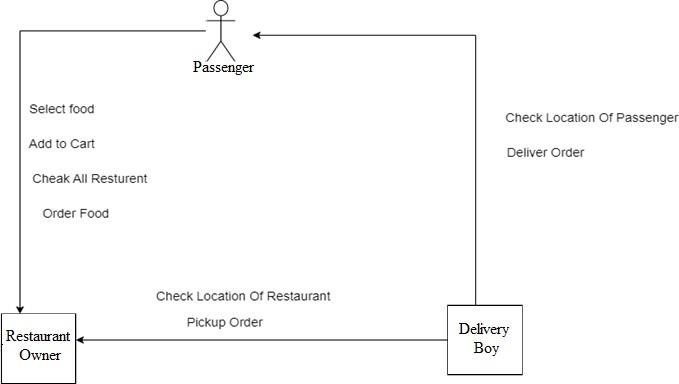 Passenger
Select food
Add to Cart
Cheak All Resturent
Order Food
Check Location Of Passenger
Deliver Order
Check Location Of Restaurant
Pickup Order
Restaurant
Owner
Delivery
Boy